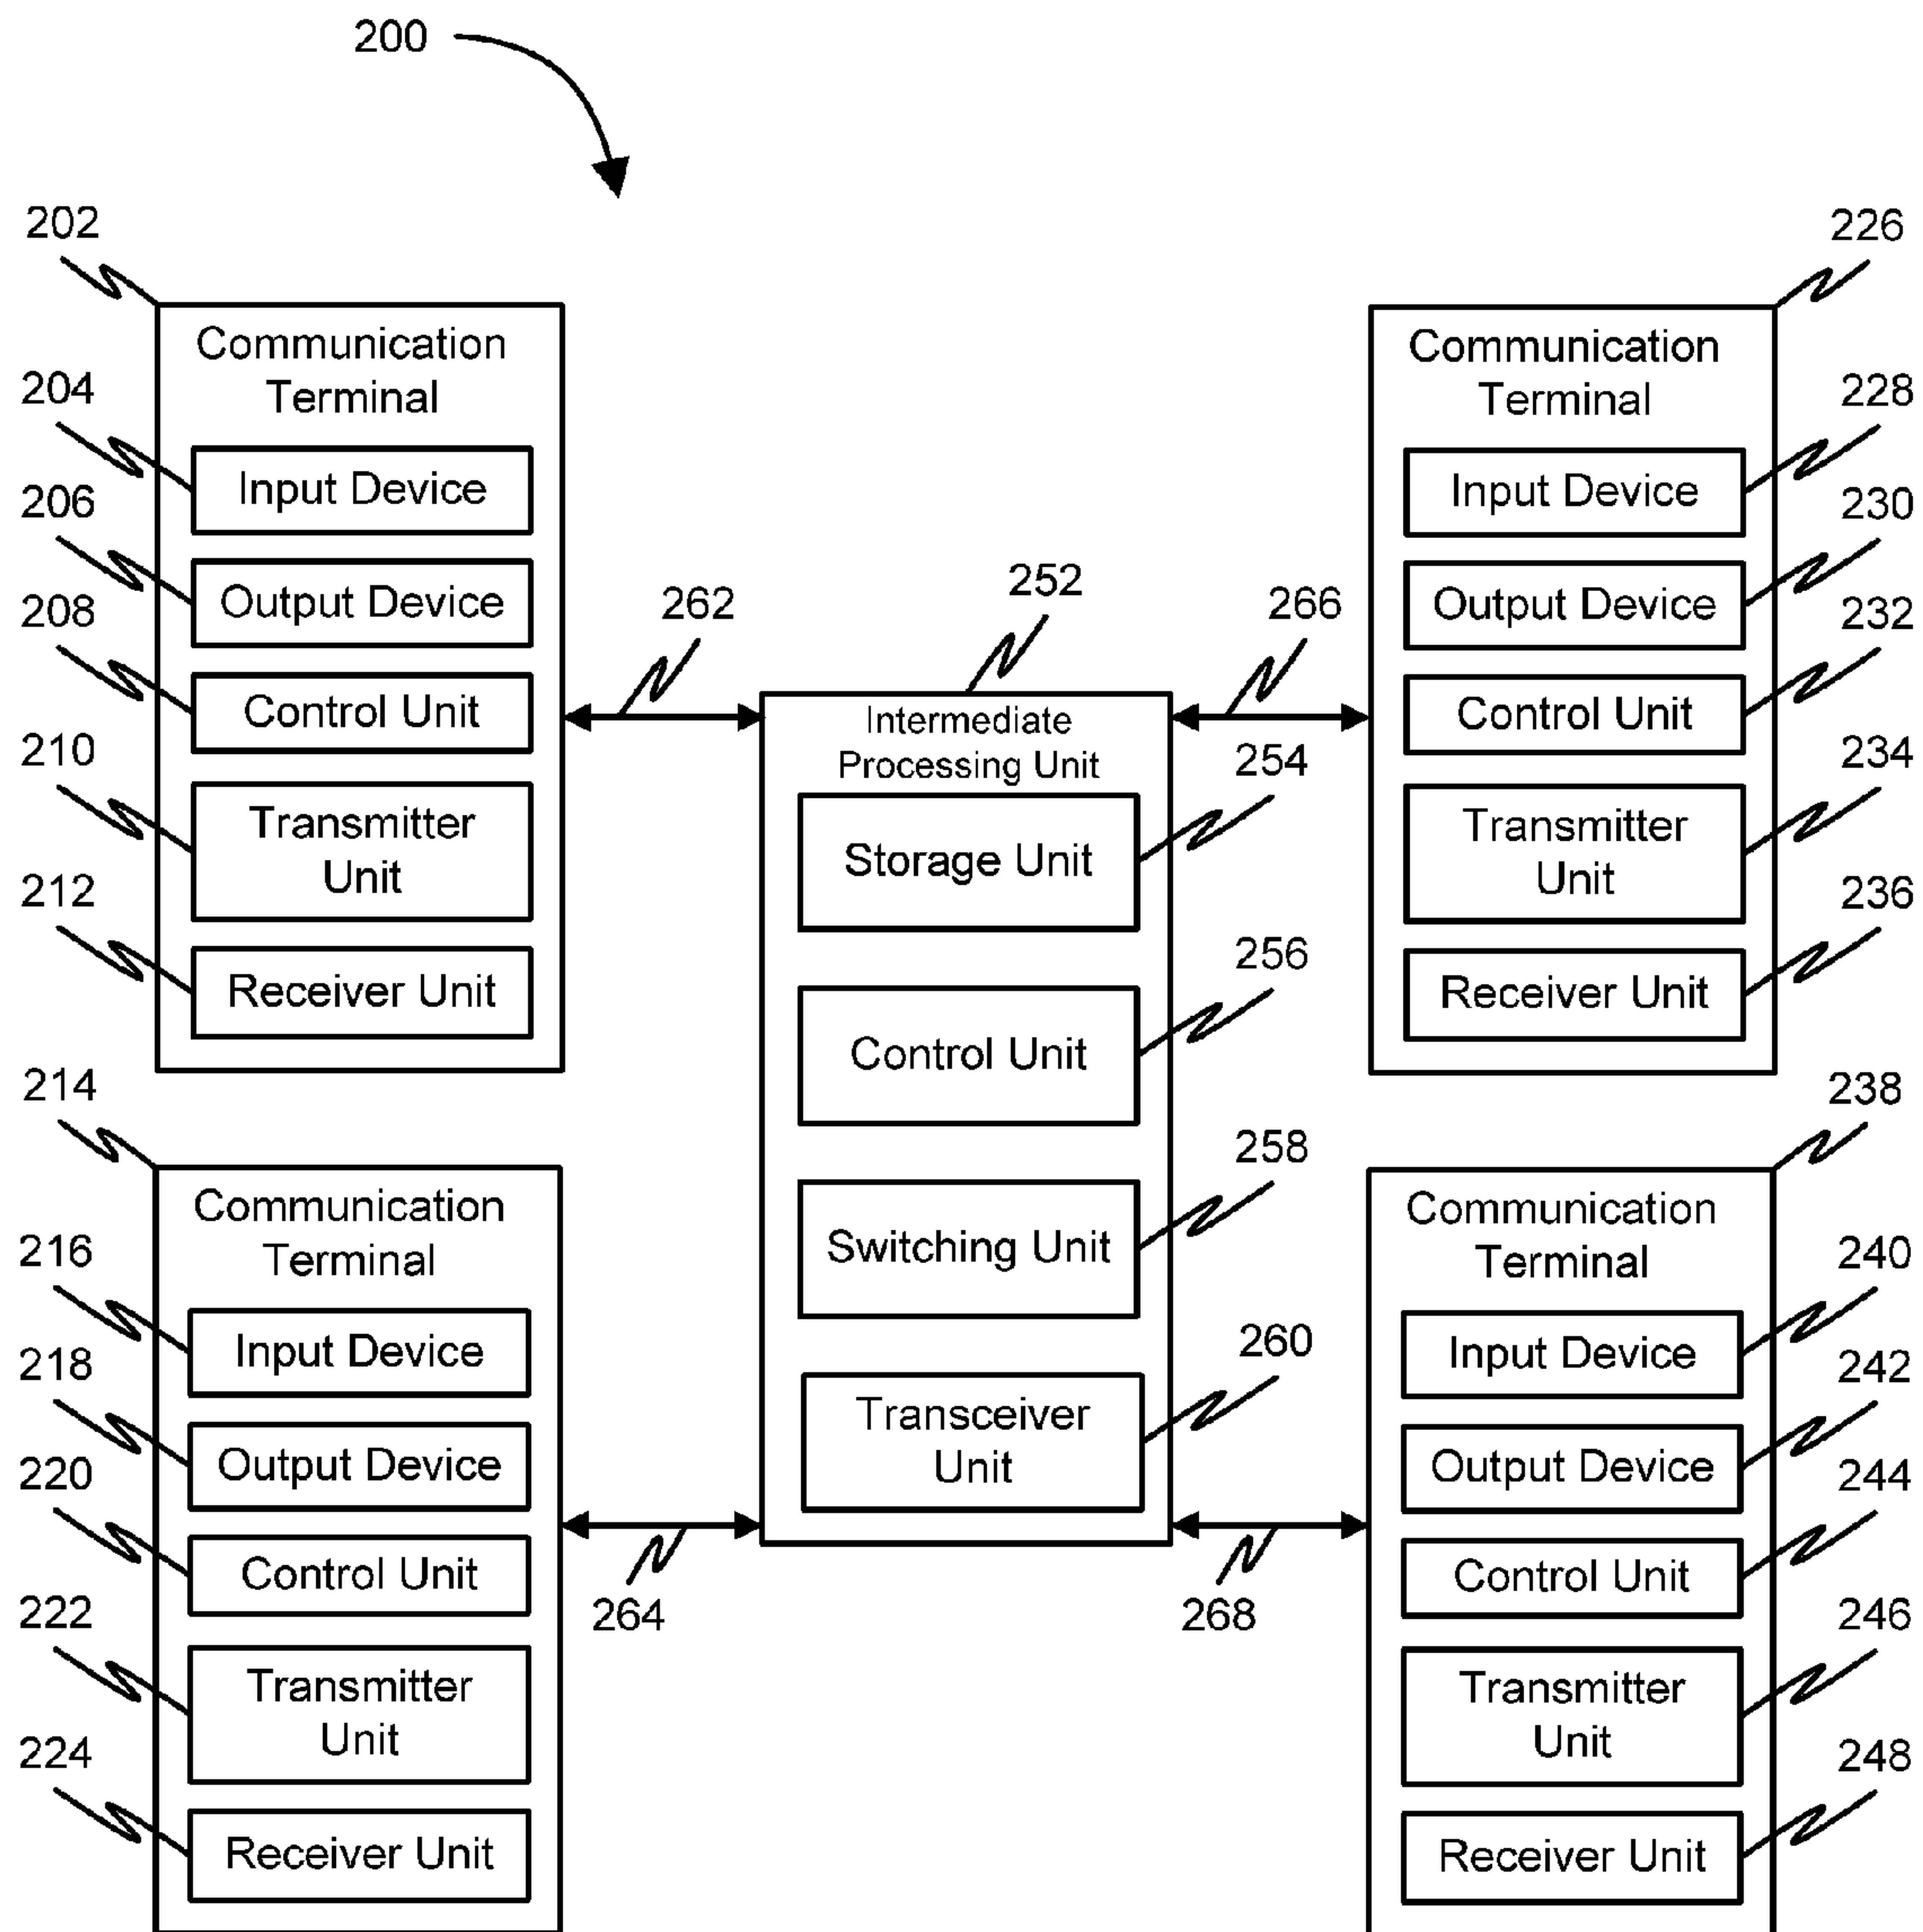 200
202
Communication
Terminal
204
Input Device
206
Output Device
208
Control Unit
210
Transmitter
Unit
212
Receiver Unit
214
Communication
Terminal
216
Input Device
218
Output Device
220
Control Unit
222
Transmitter
Unit
224
Receiver Unit
262
264
252
Intermediate
Processing Unit
254
Storage Unit
256
Control Unit
258
Switching Unit
260
Transceiver
Unit
266
268
226
Communication
Terminal
228
Input Device
230
Output Device
232
Control Unit
234
Transmitter
Unit
236
Receiver Unit
238
Communication
Terminal
240
Input Device
242
Output Device
244
Control Unit
246
Transmitter
Unit
248
Receiver Unit